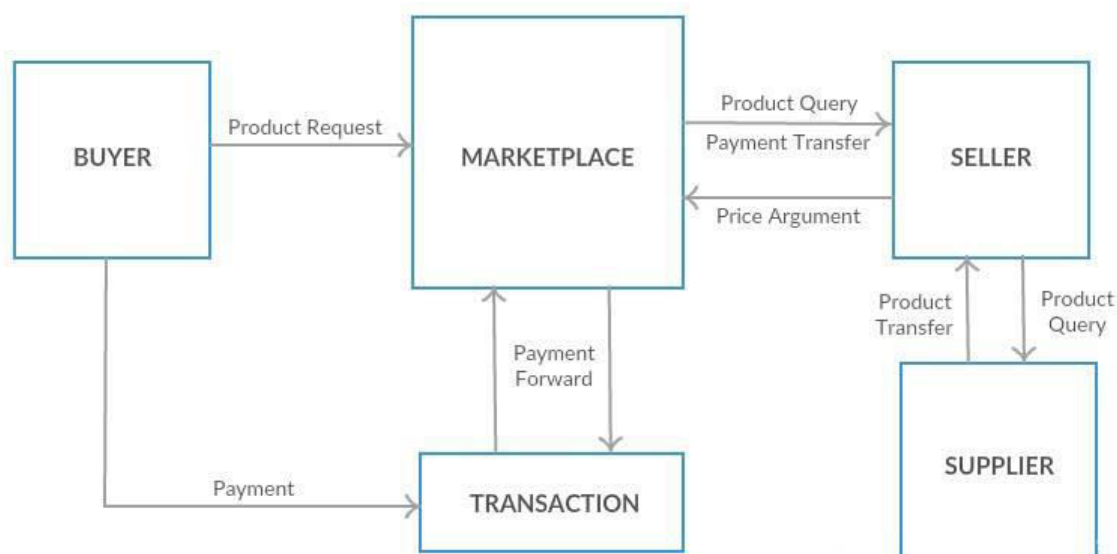 Product Query
Product Request
BUYER
MARKETPLACE
Payment Transfer
SELLER
Price Argument
Product
Transfer
Product
Query
Payment
Forward
SUPPLIER
Payment
TRANSACTION